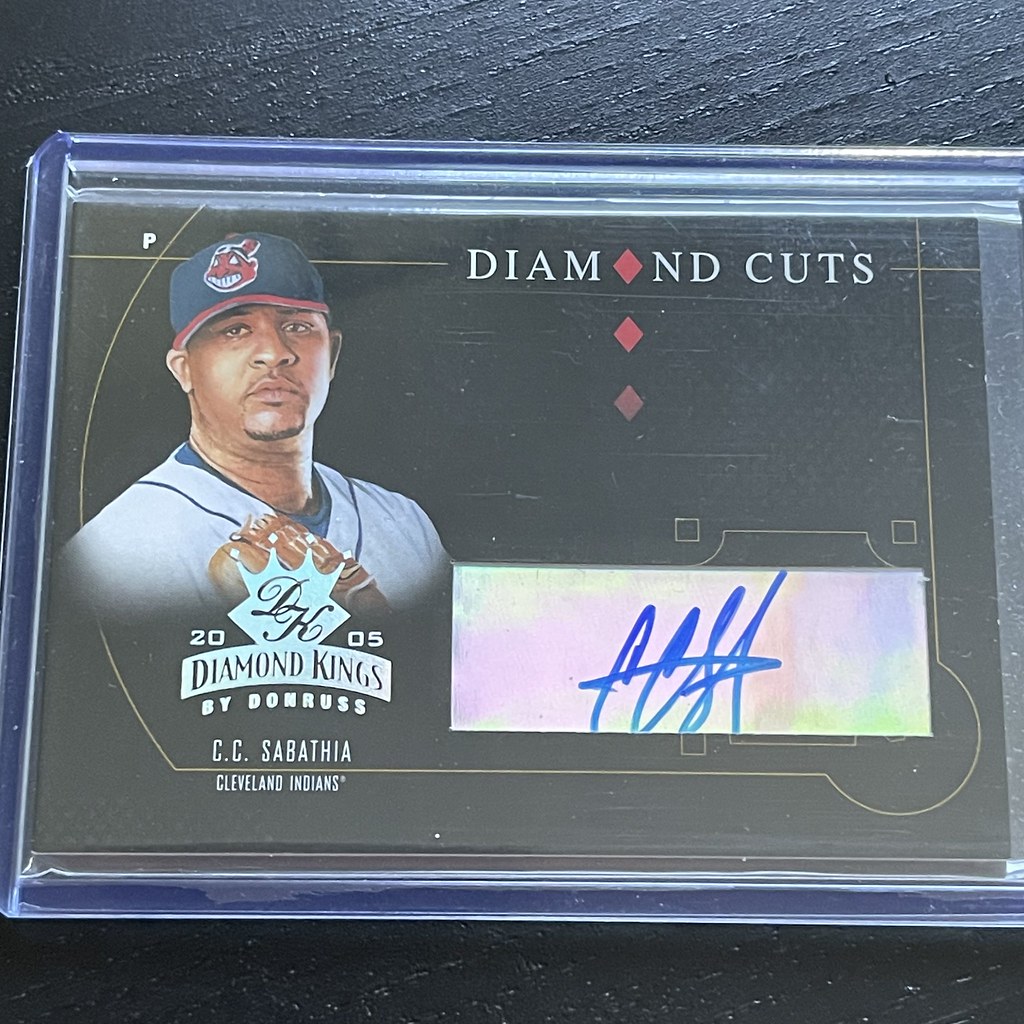 P
DIAMOND CUTS
DK
2005
DIAMOND KINGS
BY DONRUSS
C.C. SABATHIA
CLEVELAND INDIANS®